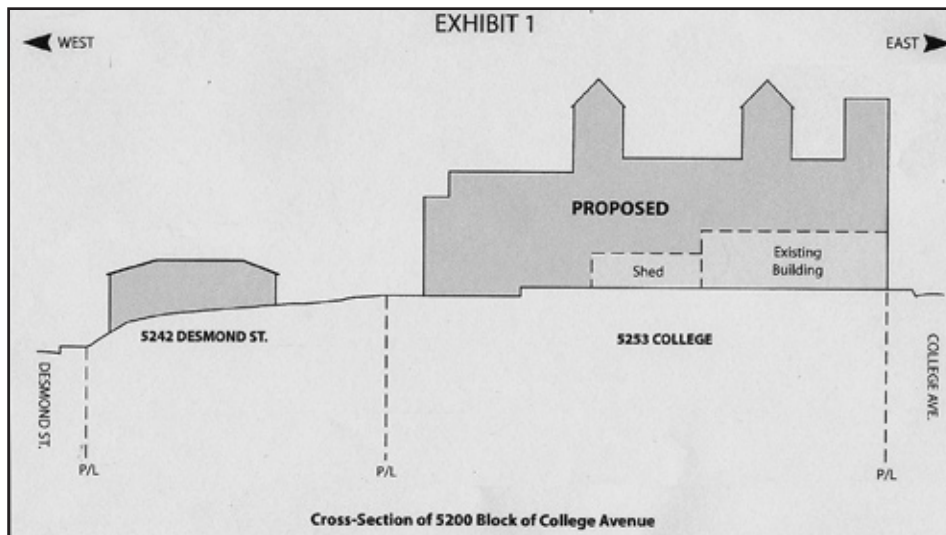 EXHIBIT 1
WEST
EAST
PROPOSED
Shed
Existing
Building
5242 DESMOND ST.
5253 COLLEGE
DESMOND ST.
COLLEGE AVE.
P/L
P/L
P/L
Cross-Section of 5200 Block of College Avenue